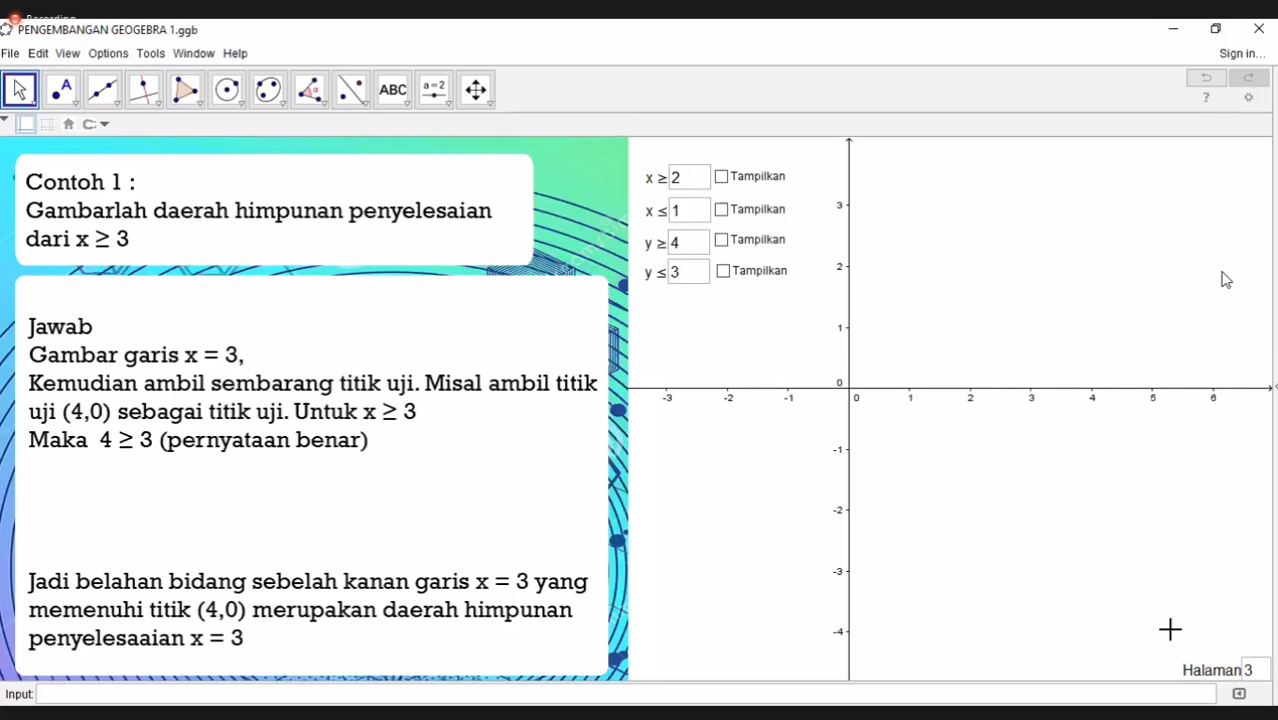 Recording
PENGEMBANGAN GEOGEBRA 1.ggb
File Edit View Options Tools Window Help
Sign in...
A
ABC
a=2
?
Contoh 1 :
Gambarlah daerah himpunan penyelesaian
dari x ≥ 3
Jawab
Gambar garis x = 3,
Kemudian ambil sembarang titik uji. Misal ambil titik
uji (4,0) sebagai titik uji. Untuk x ≥ 3
Maka 4 ≥ 3 (pernyataan benar)
Jadi belahan bidang sebelah kanan garis x = 3 yang
memenuhi titik (4,0) merupakan daerah himpunan
penyelesaaian x = 3
x ≥ 2 Tampilkan
x ≤ 1 Tampilkan
y ≥ 4 Tampilkan
y ≤ 3 Tampilkan
3
2
1
0
-3 -2 -1 0 1 2 3 4 5 6
-1
-2
-3
-4
Halaman 3
Input: